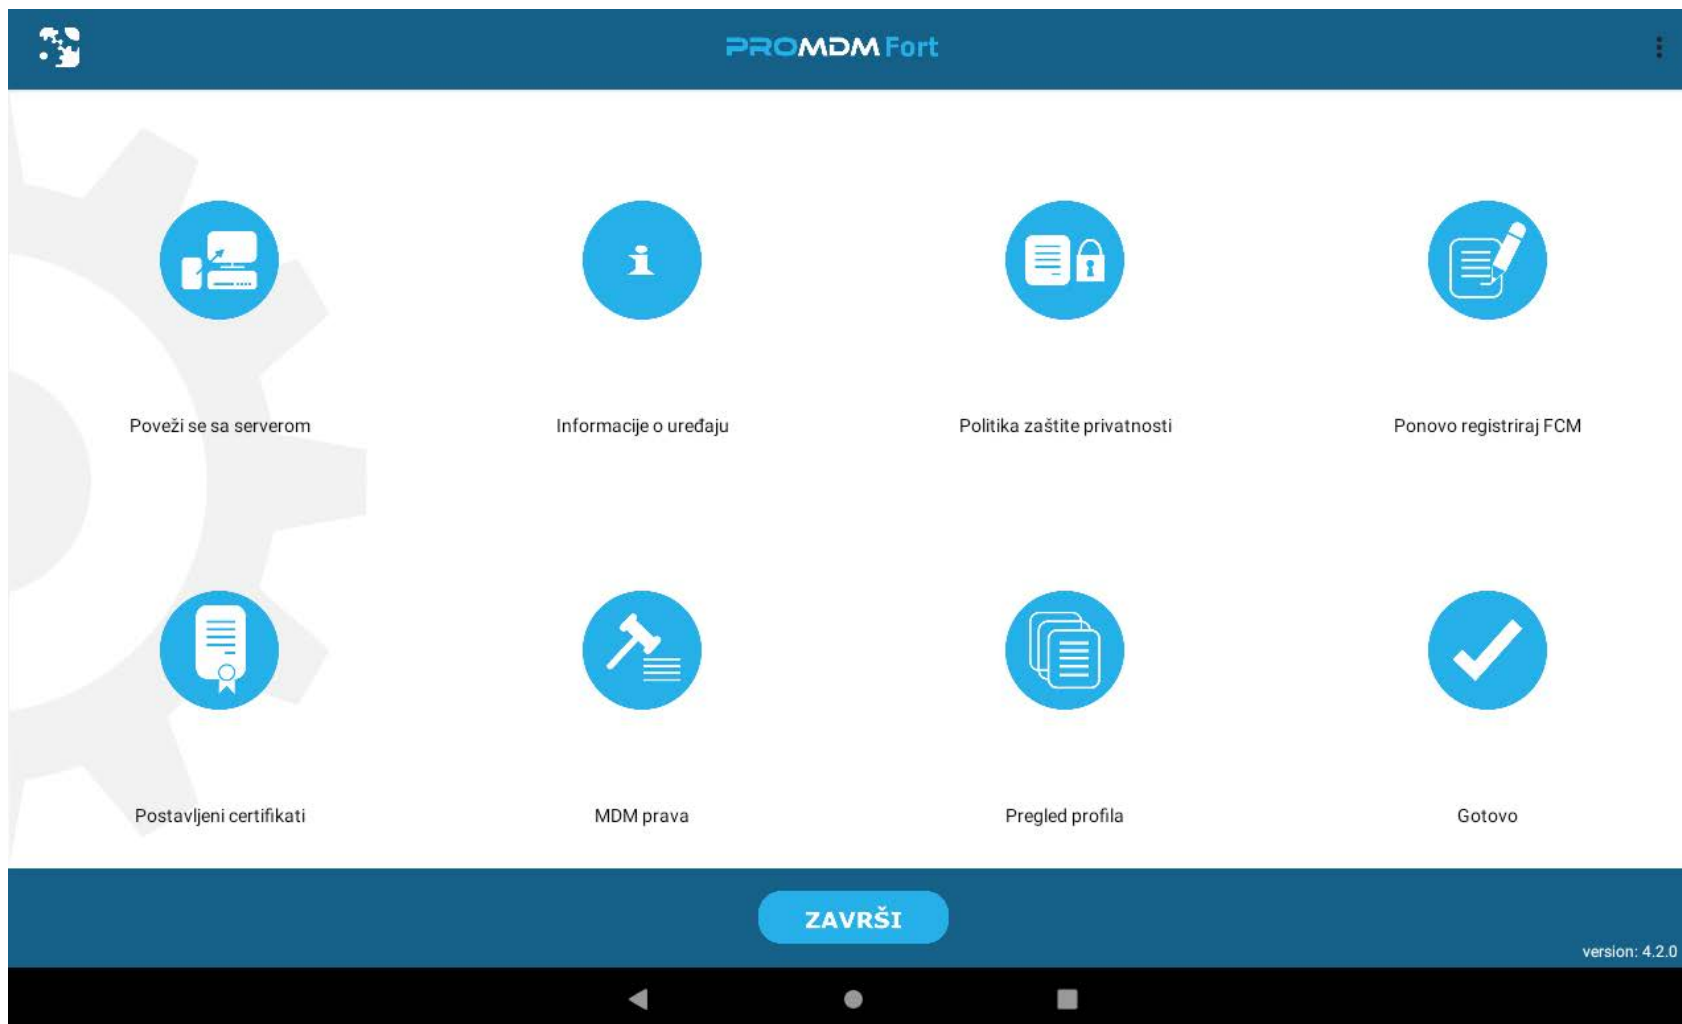 PROMDM Fort
Poveži se sa serverom
Informacije o uređaju
Politika zaštite privatnosti
Ponovo registriraj FCM
Postavljeni certifikati
MDM prava
Pregled profila
Gotovo
ZAVRŠI
version: 4.2.0